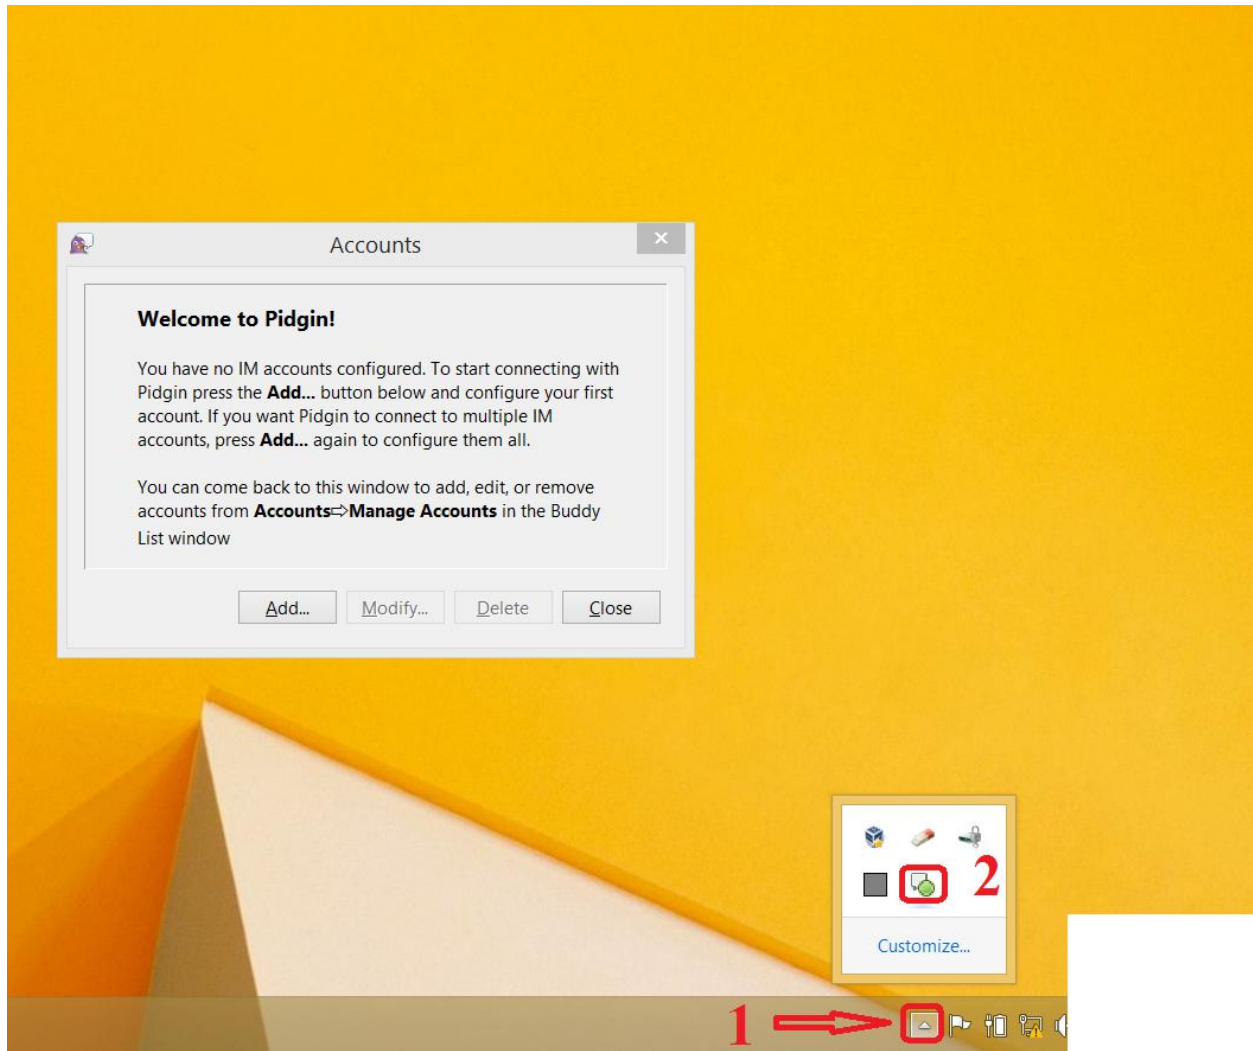 Accounts
Welcome to Pidgin!
You have no IM accounts configured. To start connecting with
Pidgin press the Add... button below and configure your first
account. If you want Pidgin to connect to multiple IM
accounts, press Add... again to configure them all.
You can come back to this window to add, edit, or remove
accounts from Accounts⇨Manage Accounts in the Buddy
List window
Add... Modify... Delete Close
2
Customize...
1